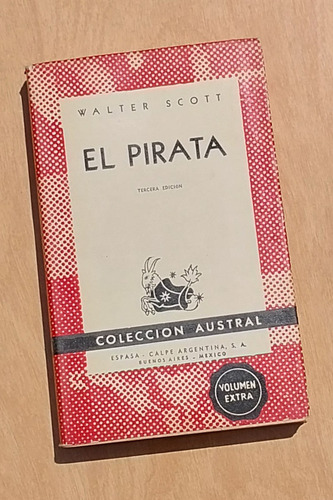 WALTER SCOTT
EL PIRATA
TERCERA EDICION
COLECCION AUSTRAL
ESPASA - CALPE ARGENTINA, S. A.
BUENOS AIRES - MEXICO
VOLUMEN
EXTRA